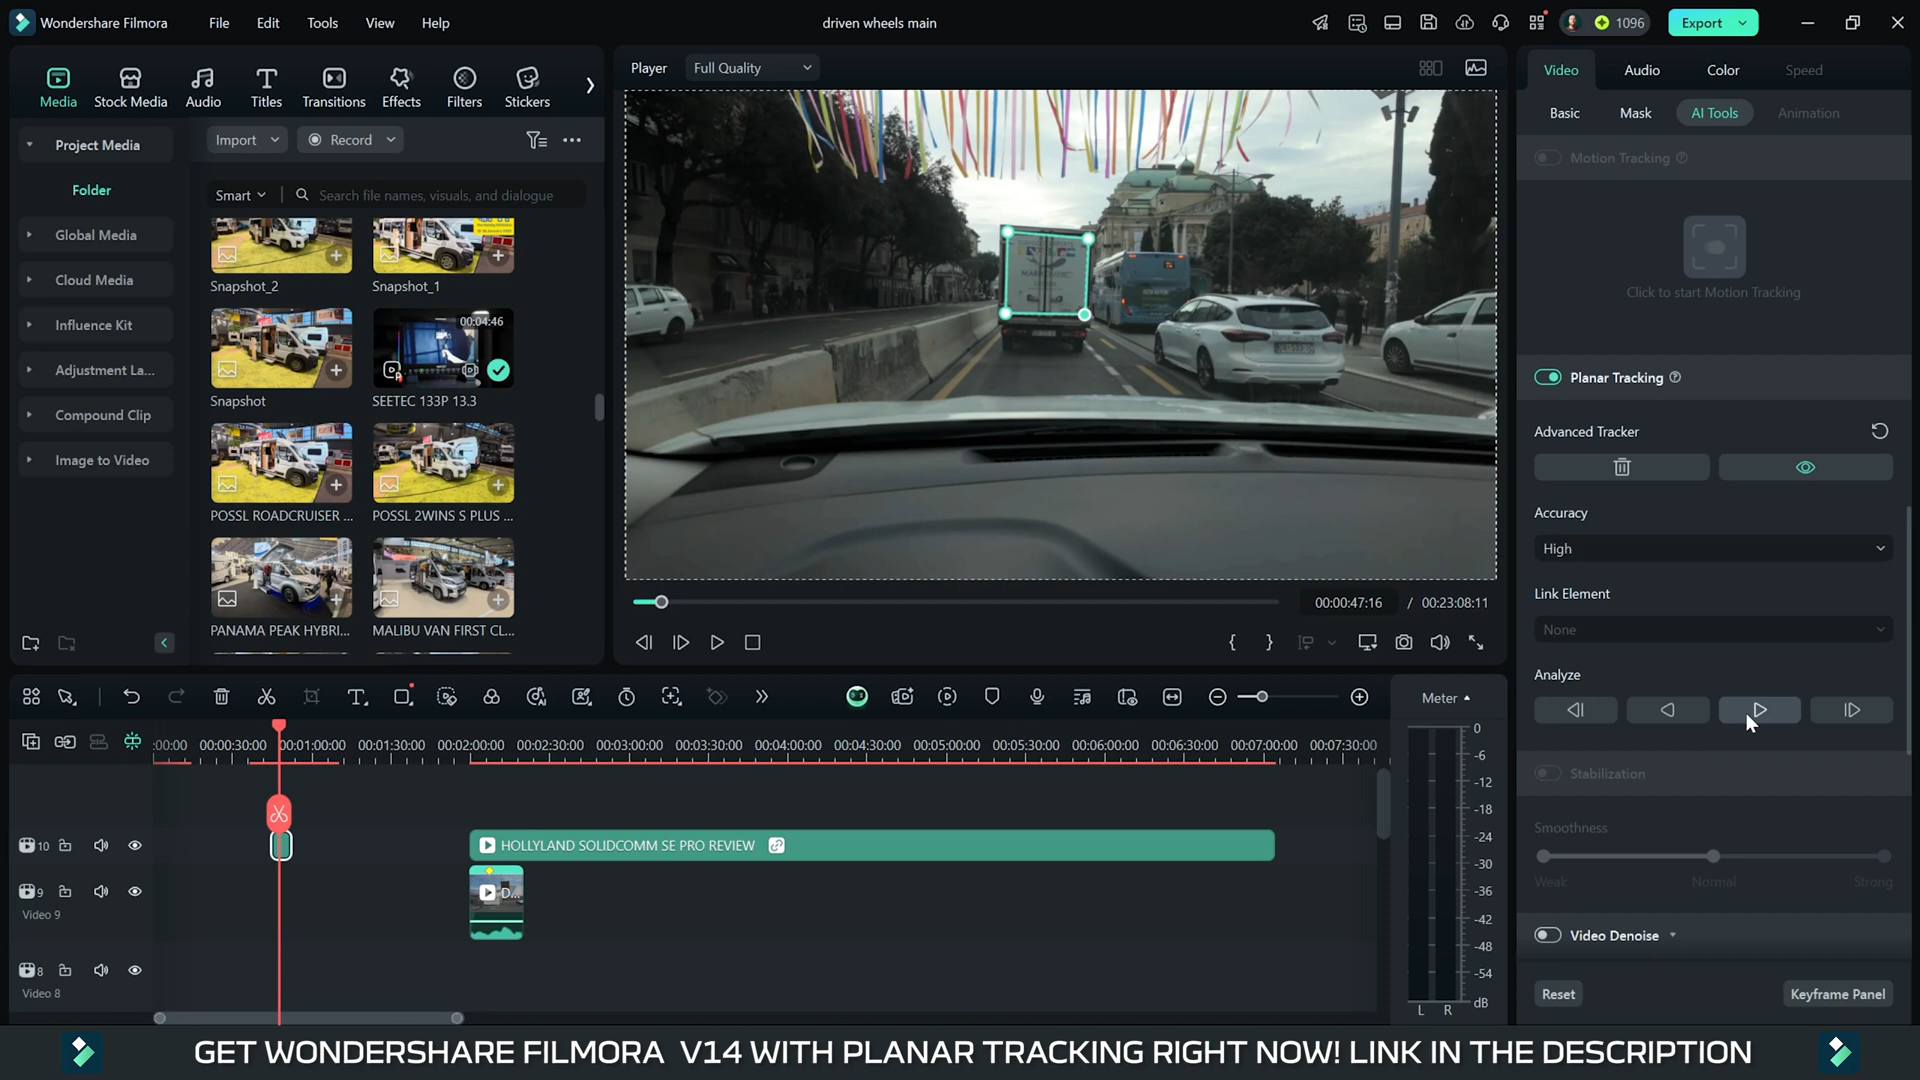 Wondershare Filmora
File
Edit
Tools
View
Help
driven wheels main
1096
Export
Media
Stock Media
Audio
Titles
Transitions
Effects
Filters
Stickers
Player
Full Quality
Video
Audio
Color
Speed
Basic
Mask
AI Tools
Animation
Project Media
Folder
Global Media
Cloud Media
Influence Kit
Adjustment La...
Compound Clip
Image to Video
Import
Record
Smart
Search file names, visuals, and dialogue
Snapshot_2
Snapshot_1
00:04:46
Snapshot
SEETEC 133P 13.3
POSSL ROADCRUISER ...
POSSL 2WINS S PLUS ...
PANAMA PEAK HYBRI...
MALIBU VAN FIRST CL...
00:00:47:16 / 00:23:08:11
Motion Tracking
Click to start Motion Tracking
Planar Tracking
Advanced Tracker
Accuracy
High
Link Element
None
Analyze
Stabilization
Smoothness
Weak
Normal
Strong
Video Denoise
Reset
Keyframe Panel
Meter
:00:00 00:00:30:00 00:01:00:00 00:01:30:00 00:02:00:00 00:02:30:00 00:03:00:00 00:03:30:00 00:04:00:00 00:04:30:00 00:05:00:00 00:05:30:00 00:06:00:00 00:06:30:00 00:07:00:00 00:07:30:00
10
HOLLYLAND SOLIDCOMM SE PRO REVIEW
9
D...
Video 9
8
Video 8
0
-6
-12
-18
-24
-30
-36
-42
-48
-54
dB
L R
GET WONDERSHARE FILMORA V14 WITH PLANAR TRACKING RIGHT NOW! LINK IN THE DESCRIPTION